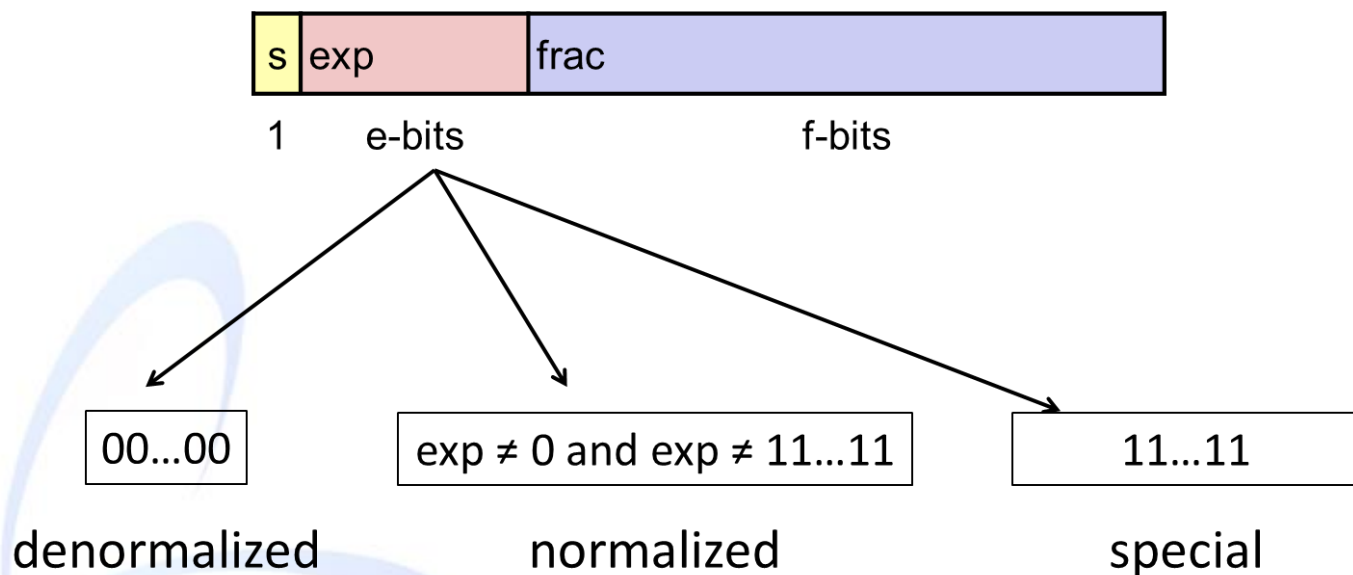 s exp frac
1 e-bits f-bits
00...00 exp ≠ 0 and exp ≠ 11...11 11...11
denormalized normalized special